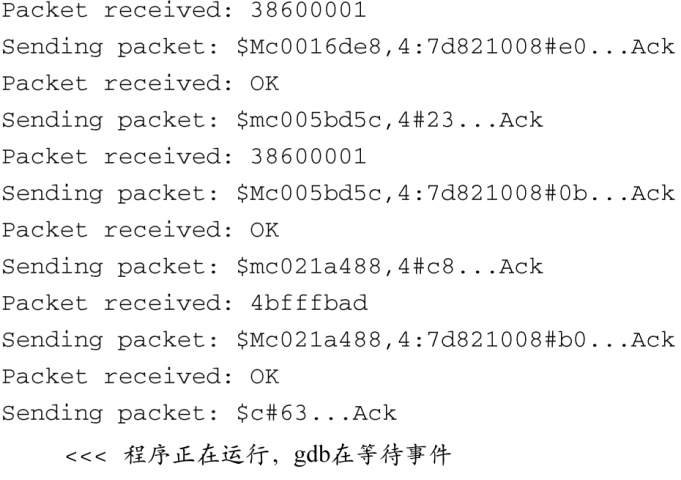 Packet received: 38600001
Sending packet: $Mc0016de8,4:7d821008#e0...Ack
Packet received: OK
Sending packet: $mc005bd5c,4#23...Ack
Packet received: 38600001
Sending packet: $Mc005bd5c,4:7d821008#0b...Ack
Packet received: OK
Sending packet: $mc021a488,4#c8...Ack
Packet received: 4bfffbad
Sending packet: $Mc021a488,4:7d821008#b0...Ack
Packet received: OK
Sending packet: $c#63...Ack
<<< 程序正在运行，gdb在等待事件